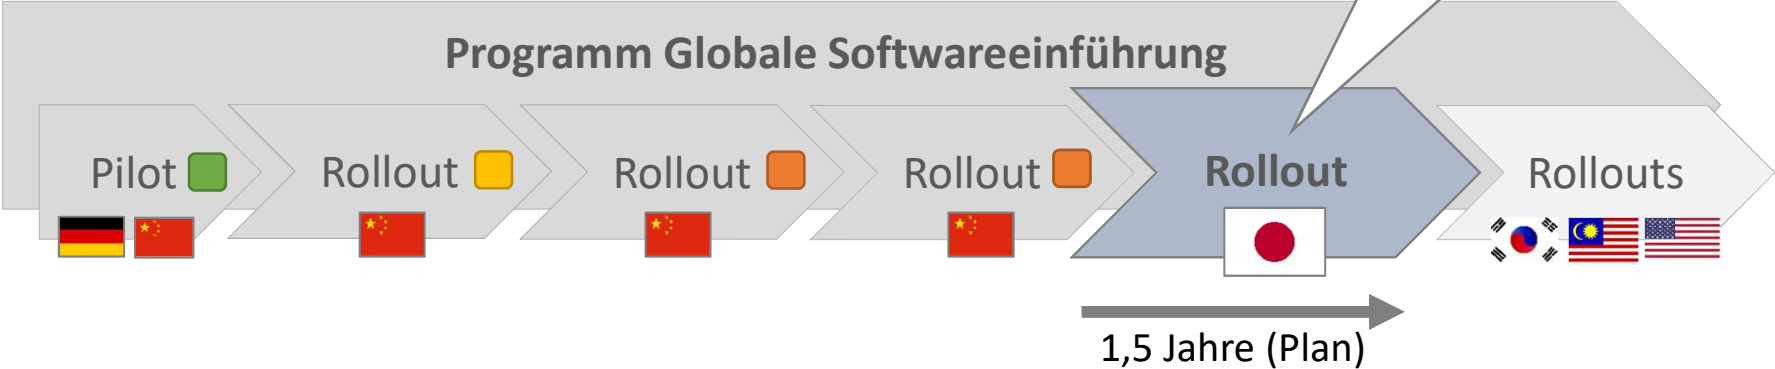 Programm Globale Softwareeinführung
Pilot
Rollout
Rollout
Rollout
Rollout
Rollouts
1,5 Jahre (Plan)